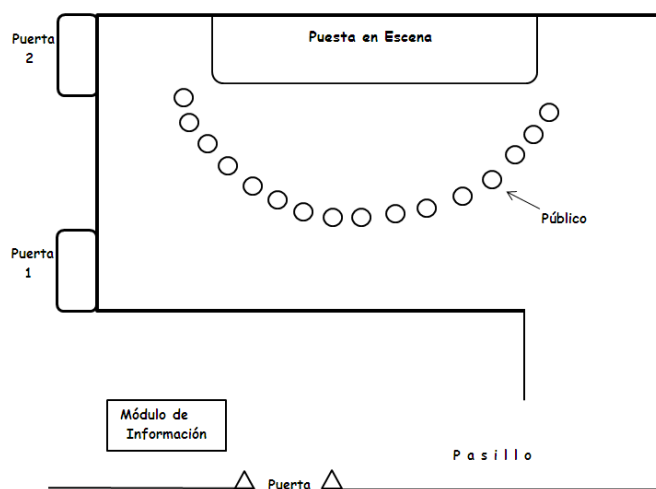 Puerta
2
Puesta en Escena
Público
Puerta
1
Módulo de
Información
Pasillo
Puerta